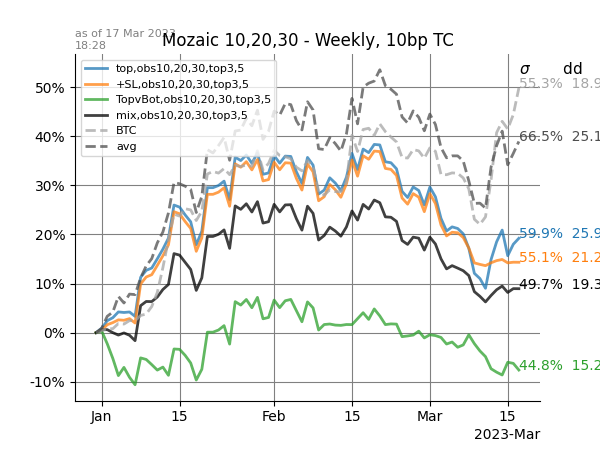 as of 17 Mar 2023
18:28
Mozaic 10,20,30 - Weekly, 10bp TC
σ dd
top,obs10,20,30,top3,5
+SL,obs10,20,30,top3,5
TopvBot,obs10,20,30,top3,5
mix,obs10,20,30,top3,5
BTC
avg
50%
40%
30%
20%
10%
0%
-10%
55.3% 18.9
66.5% 25.1
59.9% 25.9
55.1% 21.2
49.7% 19.3
44.8% 15.2
Jan 15 Feb 15 Mar 15
2023-Mar